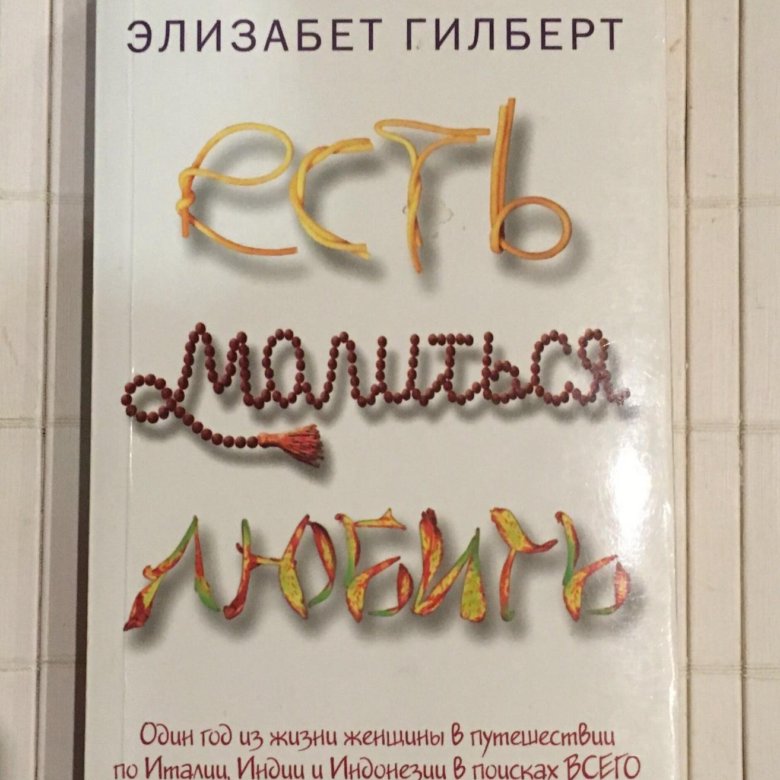 ЭЛИЗАБЕТ ГИЛБЕРТ
есть
молиться
любить
Один год из жизни женщины в путешествии
по Италии, Индии и Индонезии в поисках ВСЕГО